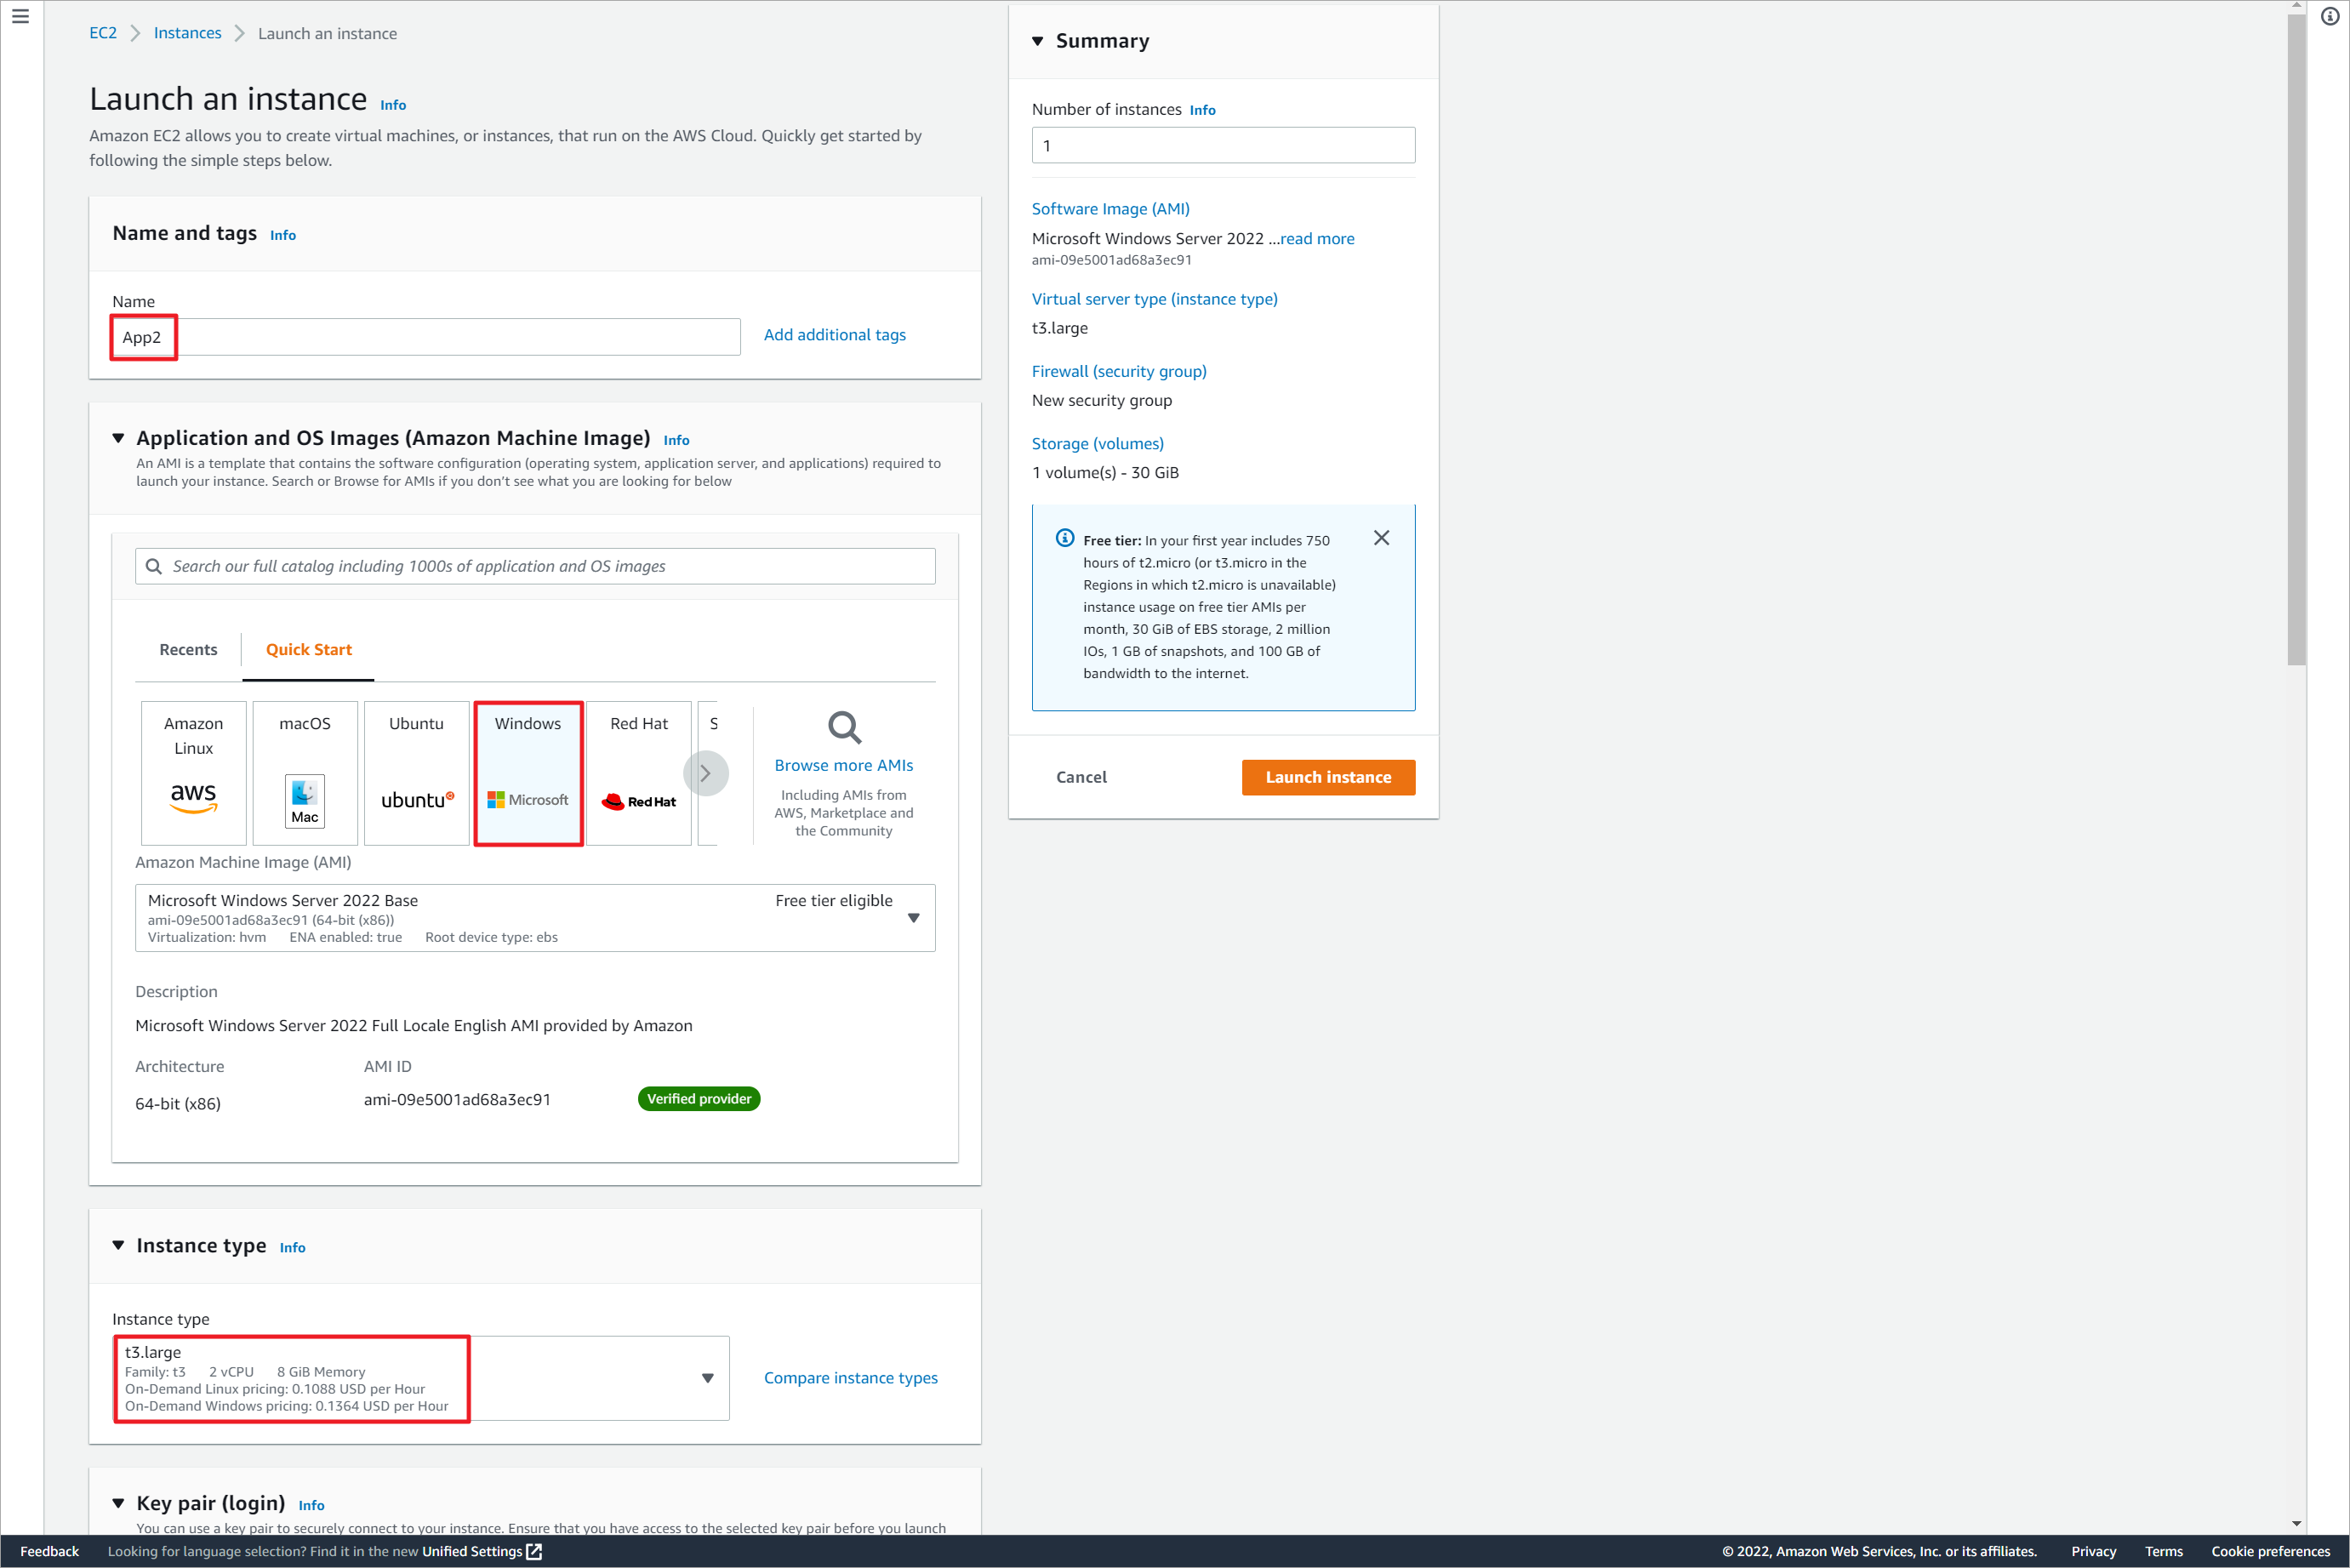 EC2 > Instances > Launch an instance
Launch an instance Info
Amazon EC2 allows you to create virtual machines, or instances, that run on the AWS Cloud. Quickly get started by
following the simple steps below.
Name and tags Info
Name
App2
Add additional tags
Application and OS Images (Amazon Machine Image) Info
An AMI is a template that contains the software configuration (operating system, application server, and applications) required to
launch your instance. Search or Browse for AMIs if you don't see what you are looking for below
Search our full catalog including 1000s of application and OS images
Recents Quick Start
Amazon
Linux
aws
macOS
Mac
Ubuntu
ubuntu
Windows
Microsoft
Red Hat
Red Hat
S
Browse more AMIs
Including AMIs from
AWS, Marketplace and
the Community
Amazon Machine Image (AMI)
Microsoft Windows Server 2022 Base Free tier eligible
ami-09e5001ad68a3ec91 (64-bit (x86))
Virtualization: hvm ENA enabled: true Root device type: ebs
Description
Microsoft Windows Server 2022 Full Locale English AMI provided by Amazon
Architecture AMI ID
64-bit (x86) ami-09e5001ad68a3ec91 Verified provider
Instance type Info
Instance type
t3.large
Family: t3 2 vCPU 8 GiB Memory
On-Demand Linux pricing: 0.1088 USD per Hour
On-Demand Windows pricing: 0.1364 USD per Hour
Compare instance types
Key pair (login) Info
You can use a key pair to securely connect to your instance. Ensure that you have access to the selected key pair before you launch
Summary
Number of instances Info
1
Software Image (AMI)
Microsoft Windows Server 2022 ...read more
ami-09e5001ad68a3ec91
Virtual server type (instance type)
t3.large
Firewall (security group)
New security group
Storage (volumes)
1 volume(s) - 30 GiB
Free tier: In your first year includes 750
hours of t2.micro (or t3.micro in the
Regions in which t2.micro is unavailable)
instance usage on free tier AMIs per
month, 30 GiB of EBS storage, 2 million
IOs, 1 GB of snapshots, and 100 GB of
bandwidth to the internet.
Cancel Launch instance
Feedback Looking for language selection? Find it in the new Unified Settings © 2022, Amazon Web Services, Inc. or its affiliates. Privacy Terms Cookie preferences